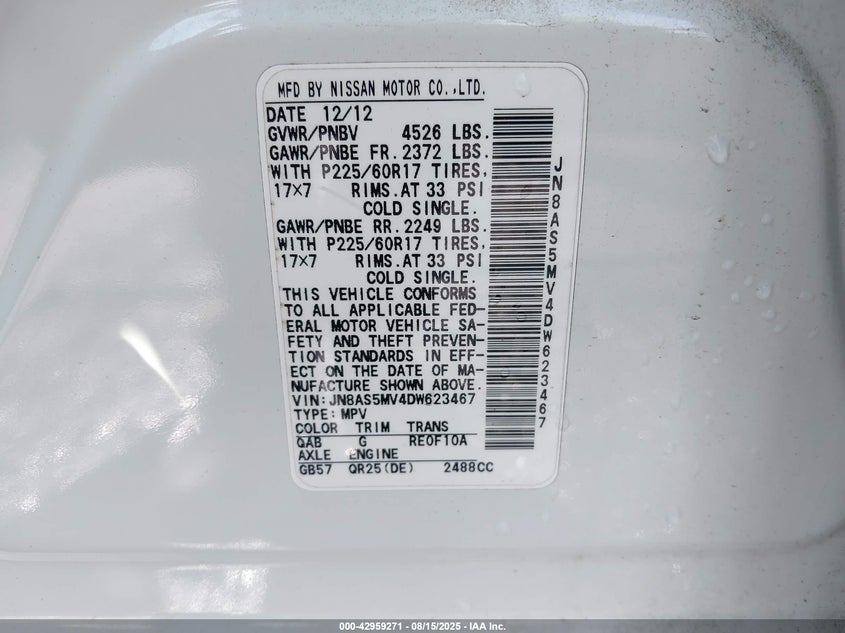 MFD BY NISSAN MOTOR CO.,LTD.
DATE 12/12
GVWR/PNBV 4526 LBS.
GAWR/PNBE FR.2372 LBS.
WITH P225/60R17 TIRES,
17×7 RIMS.AT 33 PSI
COLD SINGLE.
GAWR/PNBE RR.2249 LBS.
WITH P225/60R17 TIRES,
17×7 RIMS.AT 33 PSI
COLD SINGLE.
THIS VEHICLE CONFORMS
TO ALL APPLICABLE FED-
ERAL MOTOR VEHICLE SA-
FETY AND THEFT PREVEN-
TION STANDARDS IN EFF-
ECT ON THE DATE OF MA-
NUFACTURE SHOWN ABOVE.
VIN:JN8AS5MV4DW623467
TYPE:MPV
COLOR TRIM TRANS
QAB G RE0F10A
AXLE ENGINE
GB57 QR25(DE) 2488CC
JN8AS5MV4DW623467
000-42959271 - 08/15/2025 - IAA Inc.